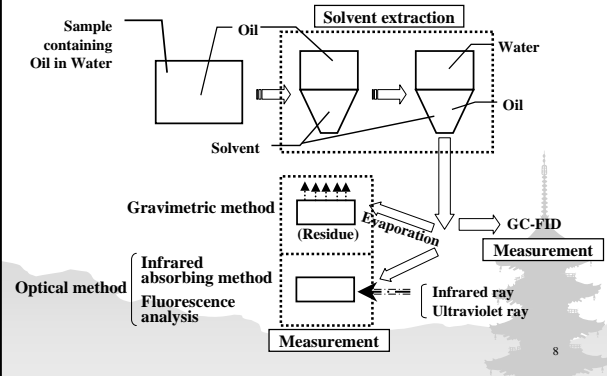 Solvent extraction
Sample
containing
Oil in Water
Oil
Water
Oil
Solvent
Gravimetric method
(Residue)
Evaporation
GC-FID
Measurement
Optical method
Infrared
absorbing method
Fluorescence
analysis
Infrared ray
Ultraviolet ray
Measurement
8